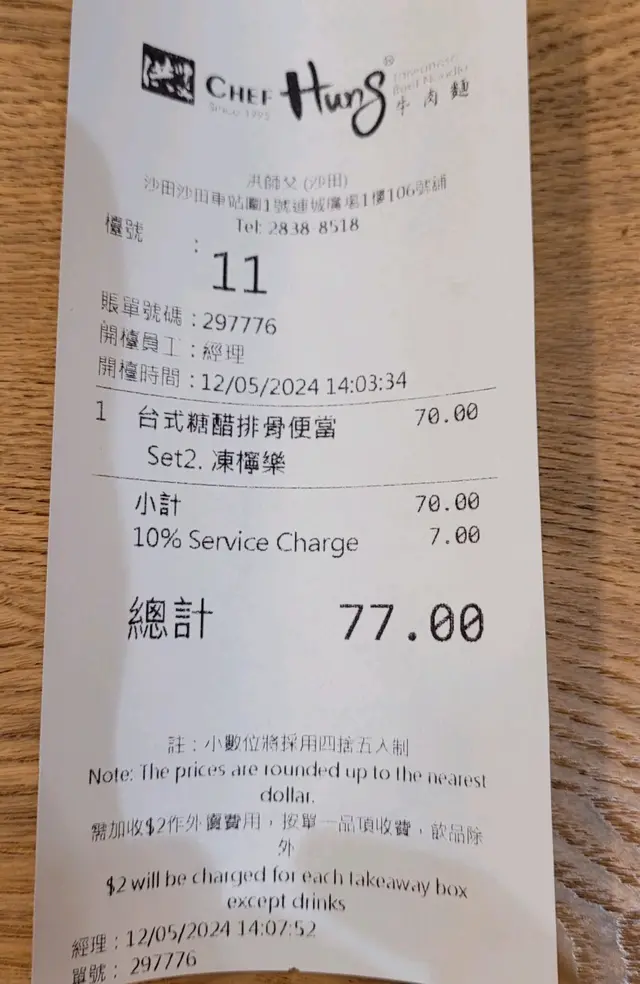 洪師父 CHEF Hung® Taiwanese Beef Noodle
Since 1995 牛肉麵
洪師父 (沙田)
沙田沙田車站圍1號連城廣場1樓106號舖
Tel: 2838 8518
檯號 :
11
賬單號碼 : 297776
開檯員工 : 經理
開檯時間 : 12/05/2024 14:03:34
1 台式糖醋排骨便當 70.00
Set2. 凍檸樂
小計 70.00
10% Service Charge 7.00
總計 77.00
註 : 小數位將採用四捨五入制
Note: The prices are rounded up to the nearest
dollar.
需加收$2作外賣費用，按單一品項收費，飲品除
外
$2 will be charged for each takeaway box
except drinks
經理 : 12/05/2024 14:07:52
單號 : 297776